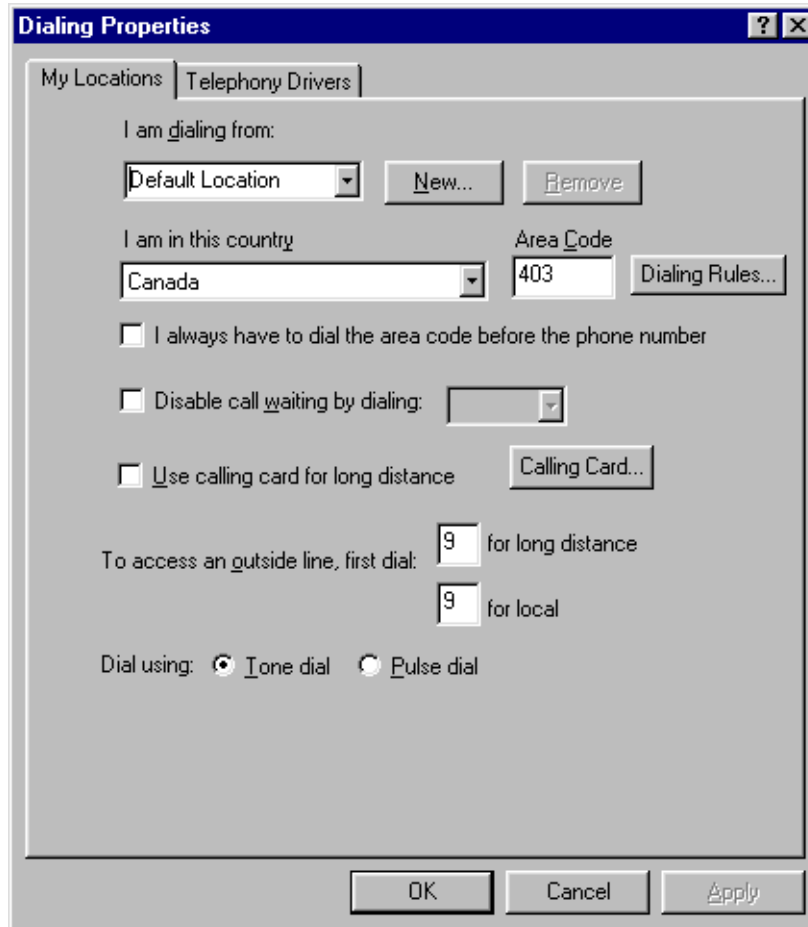 Dialing Properties
My Locations Telephony Drivers
I am dialing from:
Default Location New... Remove
I am in this country Area Code
Canada 403 Dialing Rules...
I always have to dial the area code before the phone number
Disable call waiting by dialing:
Use calling card for long distance Calling Card...
To access an outside line, first dial: 9 for long distance
9 for local
Dial using: Tone dial Pulse dial
OK Cancel Apply